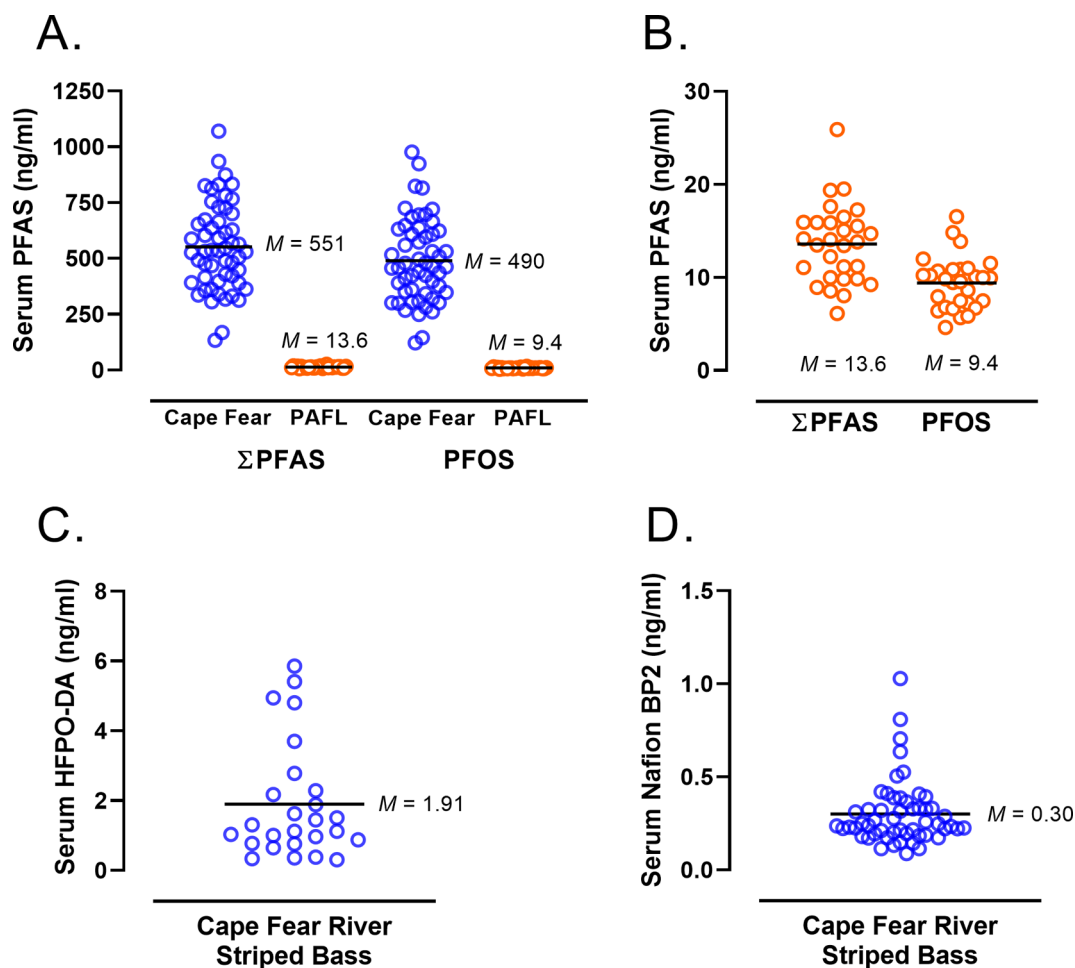 A.
Serum PFAS (ng/ml)
1250
1000
750
500
250
0
M = 551
M = 13.6
M = 490
M = 9.4
Cape Fear PAFL Cape Fear PAFL
ΣPFAS PFOS
B.
Serum PFAS (ng/ml)
30
20
10
0
M = 13.6 M = 9.4
ΣPFAS PFOS
C.
Serum HFPO-DA (ng/ml)
8
6
4
2
0
M = 1.91
Cape Fear River
Striped Bass
D.
Serum Nafion BP2 (ng/ml)
1.5
1.0
0.5
0.0
M = 0.30
Cape Fear River
Striped Bass